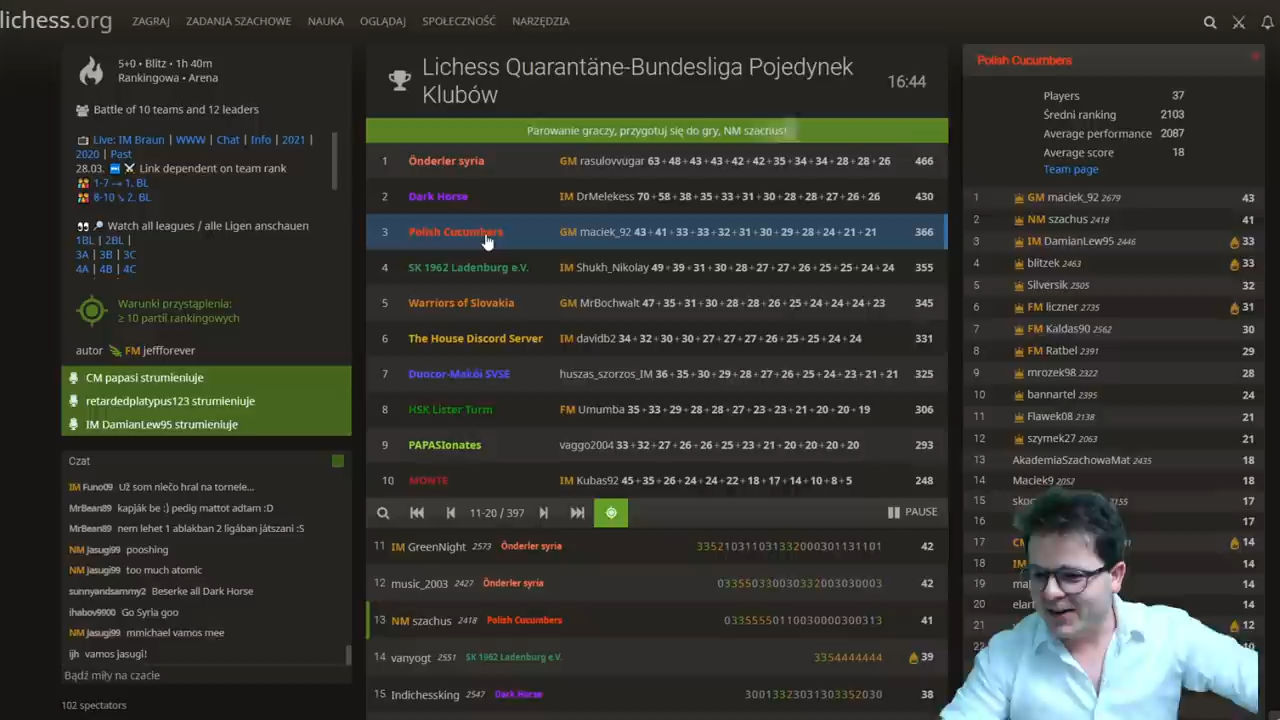 lichess.org ZAGRAJ ZADANIA SZACHOWE NAUKA OGLĄDAJ SPOŁECZNOŚĆ NARZĘDZIA
5+0 • Blitz • 1h 40m
Rankingowa • Arena
Battle of 10 teams and 12 leaders
Live: IM Braun | WWW | Chat | Info | 2021 |
2020 | Past
28.03. Link dependent on team rank
1-7 → 1. BL
8-10 ↘ 2. BL
Watch all leagues / alle Ligen anschauen
1BL | 2BL |
3A | 3B | 3C
4A | 4B | 4C
Warunki przystąpienia:
≥ 10 partii rankingowych
autor FM jeffforever
CM papasi strumieniuje
retardedplatypus123 strumieniuje
IM DamianLew95 strumieniuje
Czat
IM Funo09 Už som niečo hral na tornele...
MrBean89 kapják be :) pedig mattot adtam :D
MrBean89 nem lehet 1 ablakban 2 ligában játszani :S
NM Jasugi99 pooshing
NM Jasugi99 too much atomic
sunnyandsammy2 Beserke all Dark Horse
ihabov9900 Go Syria goo
NM Jasugi99 mmichael vamos mee
ijh vamos jasugi!
Bądź miły na czacie
102 spectators
Lichess Quarantäne-Bundesliga Pojedynek
Klubów
16:44
Parowanie graczy, przygotuj się do gry, NM szachus!
1 Önderler syria GM rasulovvugar 63+48+43+43+42+42+35+34+34+28+28+26 466
2 Dark Horse IM DrMelekess 70+58+38+35+33+31+30+28+27+27+26+27 430
3 Polish Cucumbers GM maciek_92 43+41+33+33+32+31+30+29+28+24+21+21 366
4 SK 1962 Ladenburg e.V. IM Shukh_Nikolay 49+39+31+30+28+27+27+26+25+25+24+24 355
5 Warriors of Slovakia GM MrBochwalt 47+35+31+30+28+28+26+25+24+24+24+23 345
6 The House Discord Server IM davidb2 34+32+30+30+27+27+27+26+25+25+24+24 331
7 Duocor-Makói SVSE huszas_szorzos_IM 36+35+30+29+28+27+26+25+24+23+21+21 325
8 HSK Lister Turm FM Umumba 35+33+29+28+28+27+23+23+21+20+20+19 306
9 PAPASIonates vaggo2004 33+32+27+26+26+25+23+21+20+20+20+20 293
10 MONTE IM Kubas92 45+35+26+24+24+22+18+17+14+10+8+5 248
11-20 / 397 PAUSE
11 IM GreenNight 2573 Önderler syria 335210311031332000301131101 42
12 music_2003 2427 Önderler syria 0335503300303320003030003 42
13 NM szachus 2418 Polish Cucumbers 0335555011003000300313 41
14 vanyogt 2551 SK 1962 Ladenburg e.V. 3354444444 39
15 Indichessking 2547 Dark Horse 30013323031303352030 38
Polish Cucumbers
Players 37
Średni ranking 2103
Average performance 2087
Average score 18
Team page
1 GM maciek_92 2679 43
2 NM szachus 2418 41
3 IM DamianLew95 2446 33
4 blitzek 2463 33
5 Silversik 2505 32
6 FM liczner 2735 31
7 FM Kaldas90 2562 30
8 FM Ratbel 2391 29
9 mrozek98 2322 28
10 bannartel 2395 24
11 Flawek08 2138 21
12 szymek27 2063 21
13 AkademiaSzachowaMat 2435 18
14 Maciek9 2052 18
15 17
16 17
17 14
18 IM 14
19 14
20 14
21 12
22